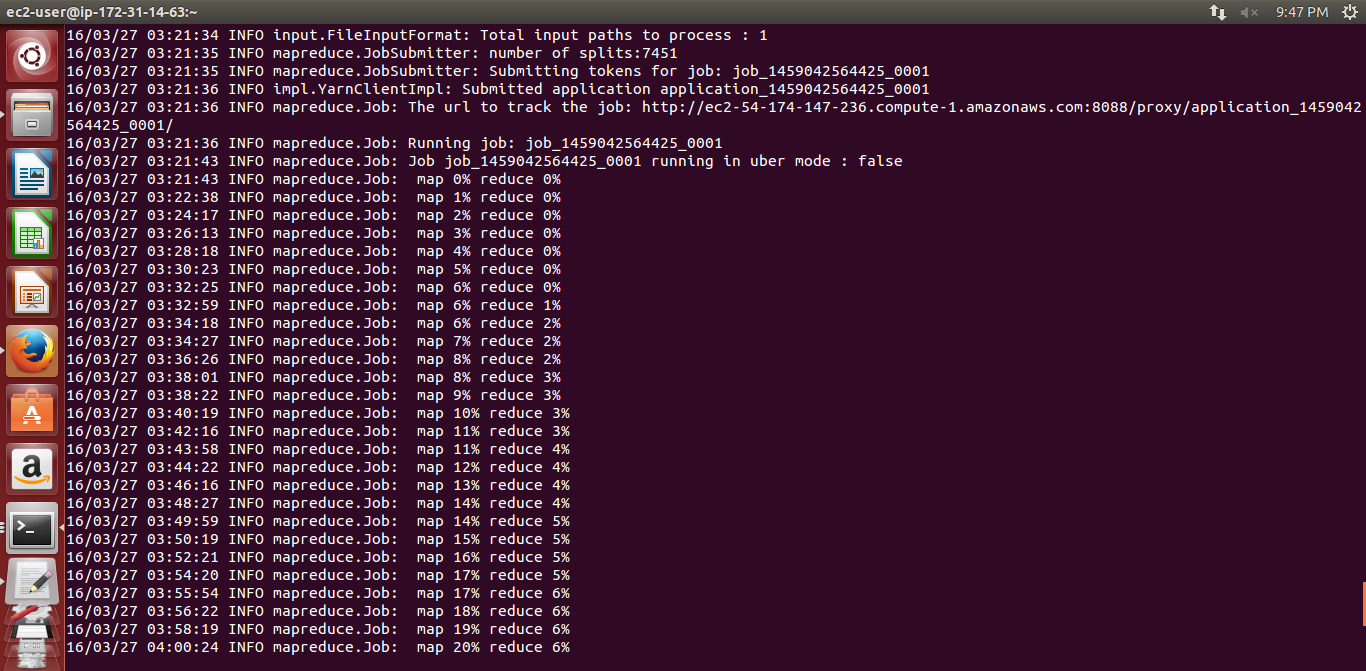 ec2-user@ip-172-31-14-63:~
9:47 PM
16/03/27 03:21:34 INFO input.FileInputFormat: Total input paths to process : 1
16/03/27 03:21:35 INFO mapreduce.JobSubmitter: number of splits:7451
16/03/27 03:21:35 INFO mapreduce.JobSubmitter: Submitting tokens for job: job_1459042564425_0001
16/03/27 03:21:36 INFO impl.YarnClientImpl: Submitted application application_1459042564425_0001
16/03/27 03:21:36 INFO mapreduce.Job: The url to track the job: http://ec2-54-174-147-236.compute-1.amazonaws.com:8088/proxy/application_1459042
564425_0001/
16/03/27 03:21:36 INFO mapreduce.Job: Running job: job_1459042564425_0001
16/03/27 03:21:43 INFO mapreduce.Job: Job job_1459042564425_0001 running in uber mode : false
16/03/27 03:21:43 INFO mapreduce.Job:  map 0% reduce 0%
16/03/27 03:22:38 INFO mapreduce.Job:  map 1% reduce 0%
16/03/27 03:24:17 INFO mapreduce.Job:  map 2% reduce 0%
16/03/27 03:26:13 INFO mapreduce.Job:  map 3% reduce 0%
16/03/27 03:28:18 INFO mapreduce.Job:  map 4% reduce 0%
16/03/27 03:30:23 INFO mapreduce.Job:  map 5% reduce 0%
16/03/27 03:32:25 INFO mapreduce.Job:  map 6% reduce 0%
16/03/27 03:32:59 INFO mapreduce.Job:  map 6% reduce 1%
16/03/27 03:34:18 INFO mapreduce.Job:  map 6% reduce 2%
16/03/27 03:34:27 INFO mapreduce.Job:  map 7% reduce 2%
16/03/27 03:36:26 INFO mapreduce.Job:  map 8% reduce 2%
16/03/27 03:38:01 INFO mapreduce.Job:  map 8% reduce 3%
16/03/27 03:38:22 INFO mapreduce.Job:  map 9% reduce 3%
16/03/27 03:40:19 INFO mapreduce.Job:  map 10% reduce 3%
16/03/27 03:42:16 INFO mapreduce.Job:  map 11% reduce 3%
16/03/27 03:43:58 INFO mapreduce.Job:  map 11% reduce 4%
16/03/27 03:44:22 INFO mapreduce.Job:  map 12% reduce 4%
16/03/27 03:46:16 INFO mapreduce.Job:  map 13% reduce 4%
16/03/27 03:48:27 INFO mapreduce.Job:  map 14% reduce 4%
16/03/27 03:49:59 INFO mapreduce.Job:  map 14% reduce 5%
16/03/27 03:50:19 INFO mapreduce.Job:  map 15% reduce 5%
16/03/27 03:52:21 INFO mapreduce.Job:  map 16% reduce 5%
16/03/27 03:54:20 INFO mapreduce.Job:  map 17% reduce 5%
16/03/27 03:55:54 INFO mapreduce.Job:  map 17% reduce 6%
16/03/27 03:56:22 INFO mapreduce.Job:  map 18% reduce 6%
16/03/27 03:58:19 INFO mapreduce.Job:  map 19% reduce 6%
16/03/27 04:00:24 INFO mapreduce.Job:  map 20% reduce 6%